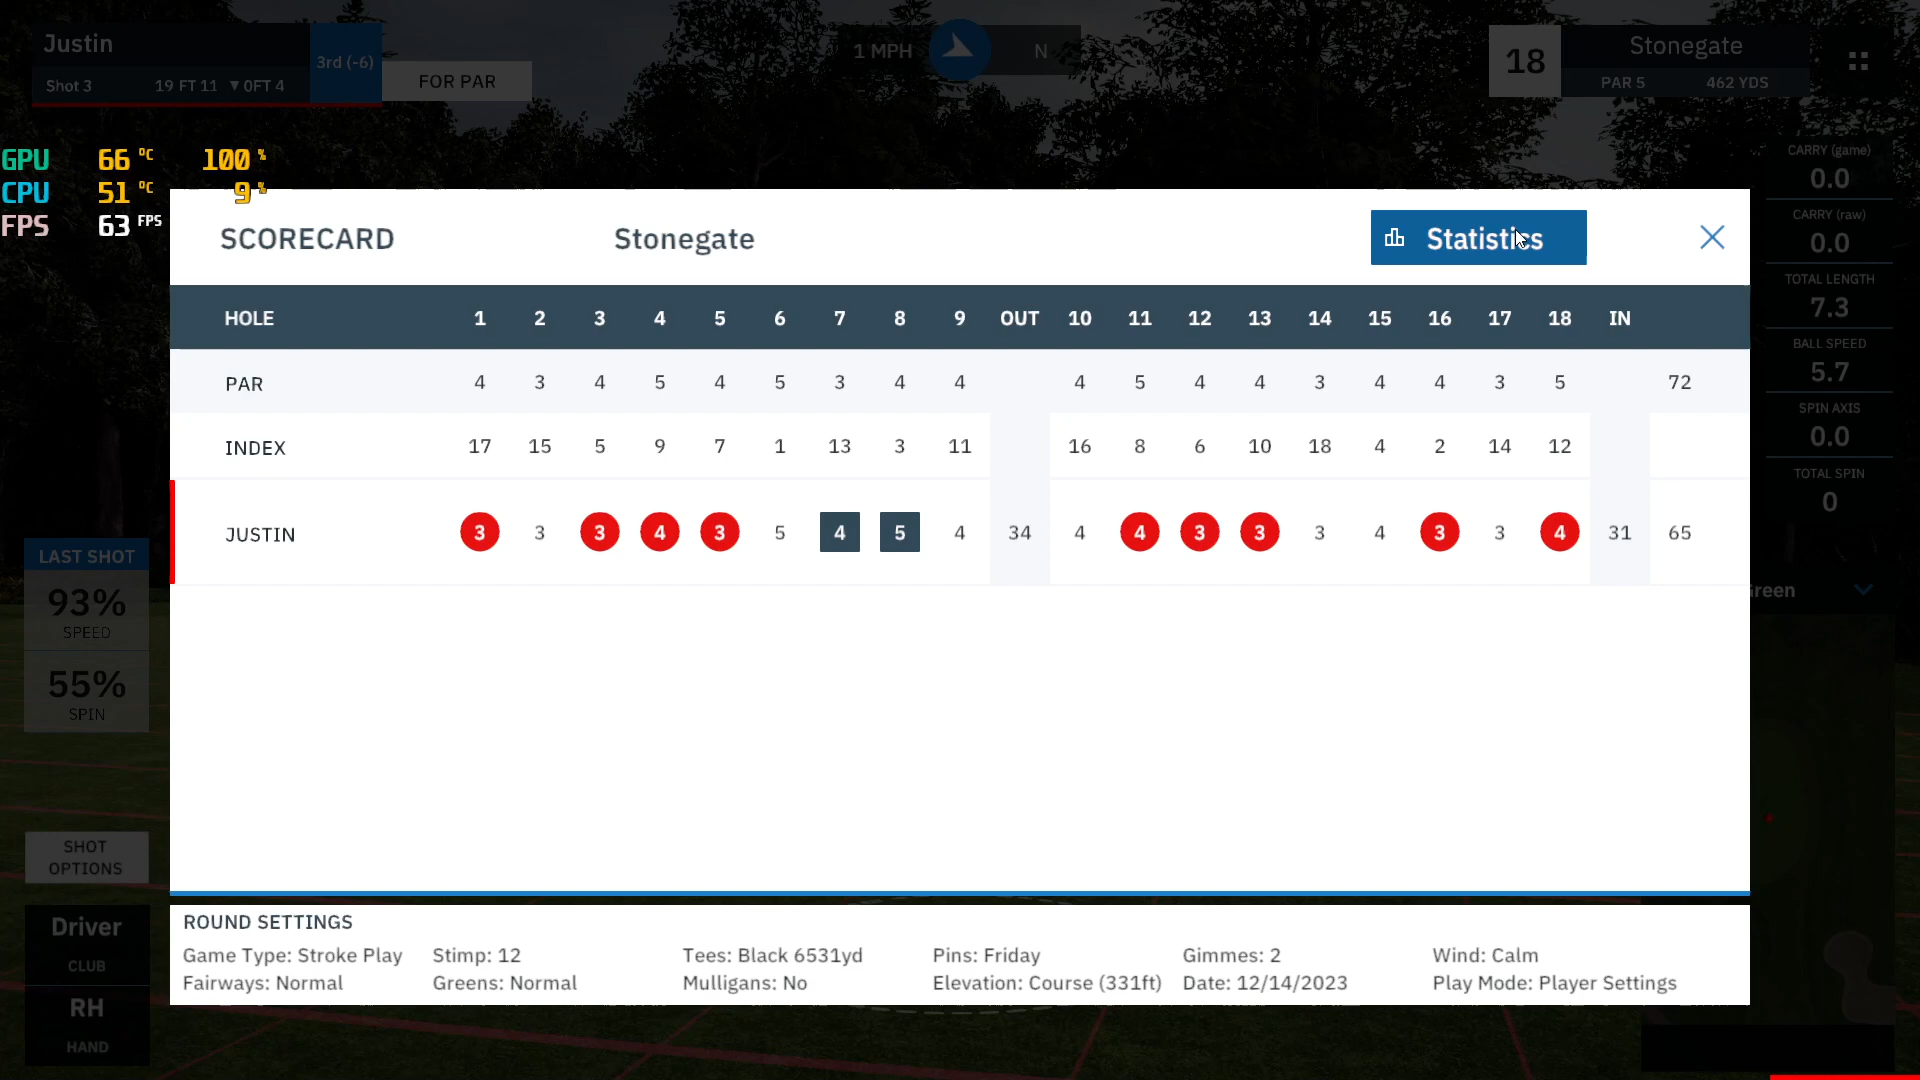 Justin
Shot 3 19 FT 11 ▼0FT 4
3rd (-6)
FOR PAR
1 MPH N
18
Stonegate
PAR 5 462 YDS
GPU 66 °C 100 %
CPU 51 °C 9 %
FPS 63 FPS
SCORECARD Stonegate Statistics
HOLE 1 2 3 4 5 6 7 8 9 OUT 10 11 12 13 14 15 16 17 18 IN
PAR 4 3 4 5 4 5 3 4 4 4 5 4 4 3 4 4 3 5 72
INDEX 17 15 5 9 7 1 13 3 11 16 8 6 10 18 4 2 14 12
JUSTIN 3 3 3 4 3 5 4 5 4 34 4 4 3 3 3 4 3 3 4 31 65
CARRY (game)
0.0
CARRY (raw)
0.0
TOTAL LENGTH
7.3
BALL SPEED
5.7
SPIN AXIS
0.0
TOTAL SPIN
0
Green
LAST SHOT
93%
SPEED
55%
SPIN
SHOT
OPTIONS
Driver
CLUB
RH
HAND
ROUND SETTINGS
Game Type: Stroke Play Stimp: 12 Tees: Black 6531yd Pins: Friday Gimmes: 2 Wind: Calm
Fairways: Normal Greens: Normal Mulligans: No Elevation: Course (331ft) Date: 12/14/2023 Play Mode: Player Settings